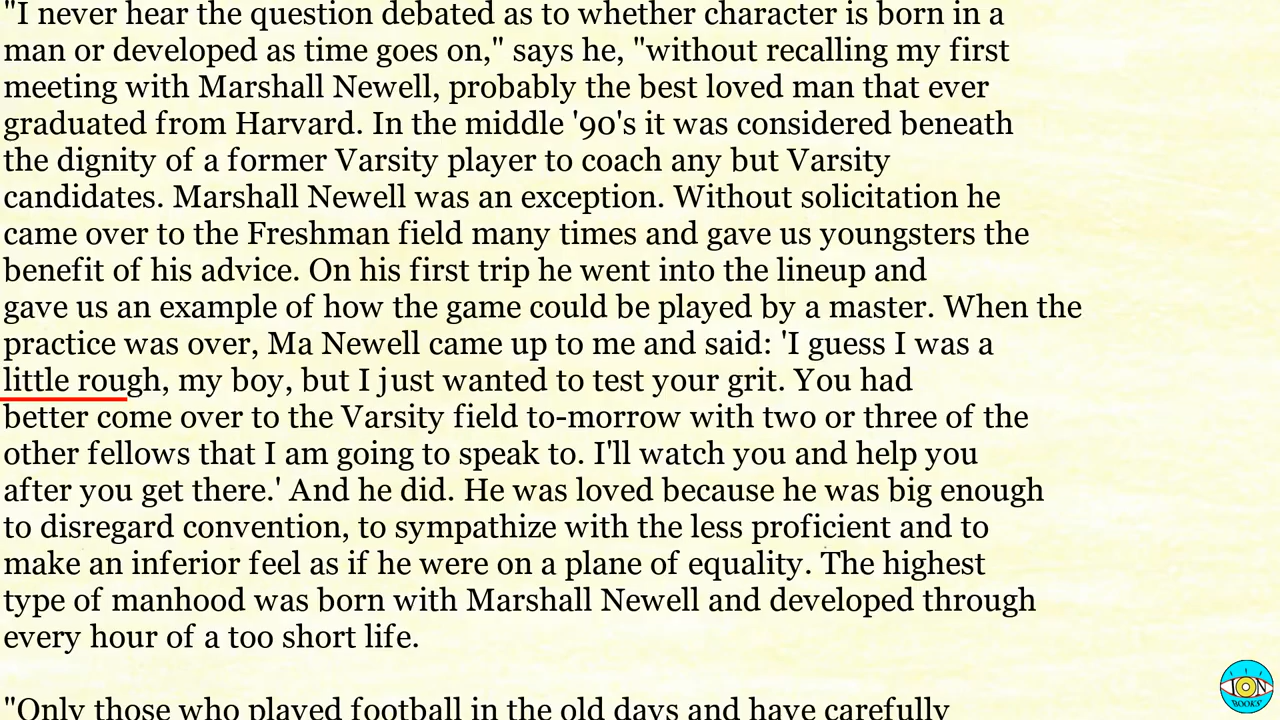 "I never hear the question debated as to whether character is born in a
man or developed as time goes on," says he, "without recalling my first
meeting with Marshall Newell, probably the best loved man that ever
graduated from Harvard. In the middle '90's it was considered beneath
the dignity of a former Varsity player to coach any but Varsity
candidates. Marshall Newell was an exception. Without solicitation he
came over to the Freshman field many times and gave us youngsters the
benefit of his advice. On his first trip he went into the lineup and
gave us an example of how the game could be played by a master. When the
practice was over, Ma Newell came up to me and said: 'I guess I was a
little rough, my boy, but I just wanted to test your grit. You had
better come over to the Varsity field to-morrow with two or three of the
other fellows that I am going to speak to. I'll watch you and help you
after you get there.' And he did. He was loved because he was big enough
to disregard convention, to sympathize with the less proficient and to
make an inferior feel as if he were on a plane of equality. The highest
type of manhood was born with Marshall Newell and developed through
every hour of a too short life.
"Only those who played football in the old days and have carefully
ION
BOOKS